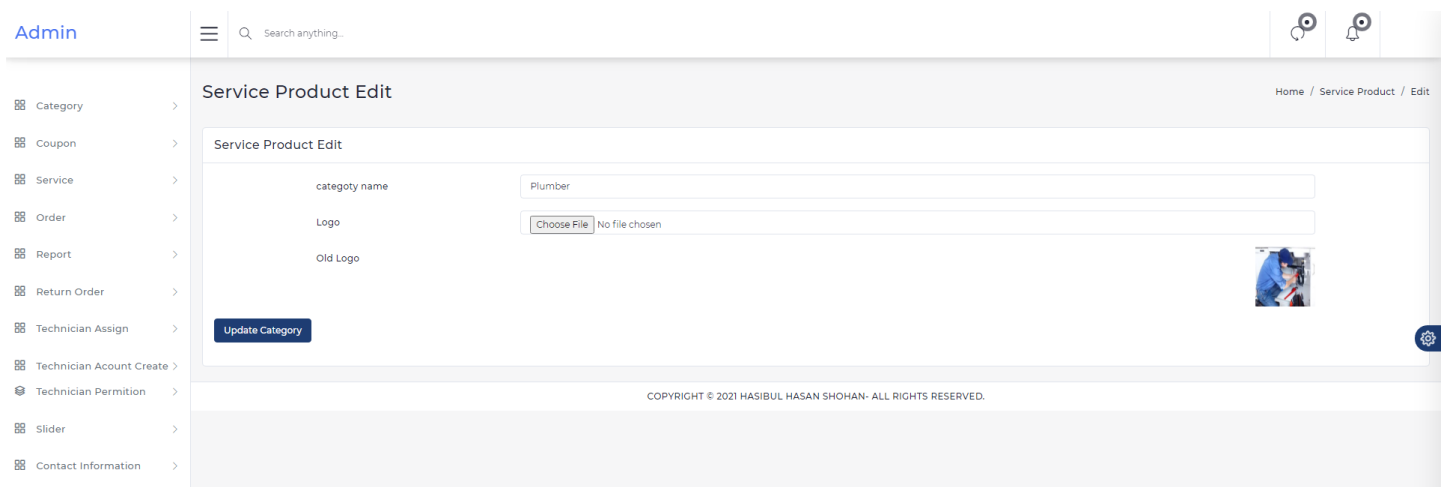 Admin
Search anything...
Service Product Edit
Home / Service Product / Edit
Category
Coupon
Service
Order
Report
Return Order
Technician Assign
Technician Acount Create
Technician Permition
Slider
Contact Information
Service Product Edit
categoty name
Plumber
Logo
Choose File No file chosen
Old Logo
Update Category
COPYRIGHT © 2021 HASIBUL HASAN SHOHAN- ALL RIGHTS RESERVED.